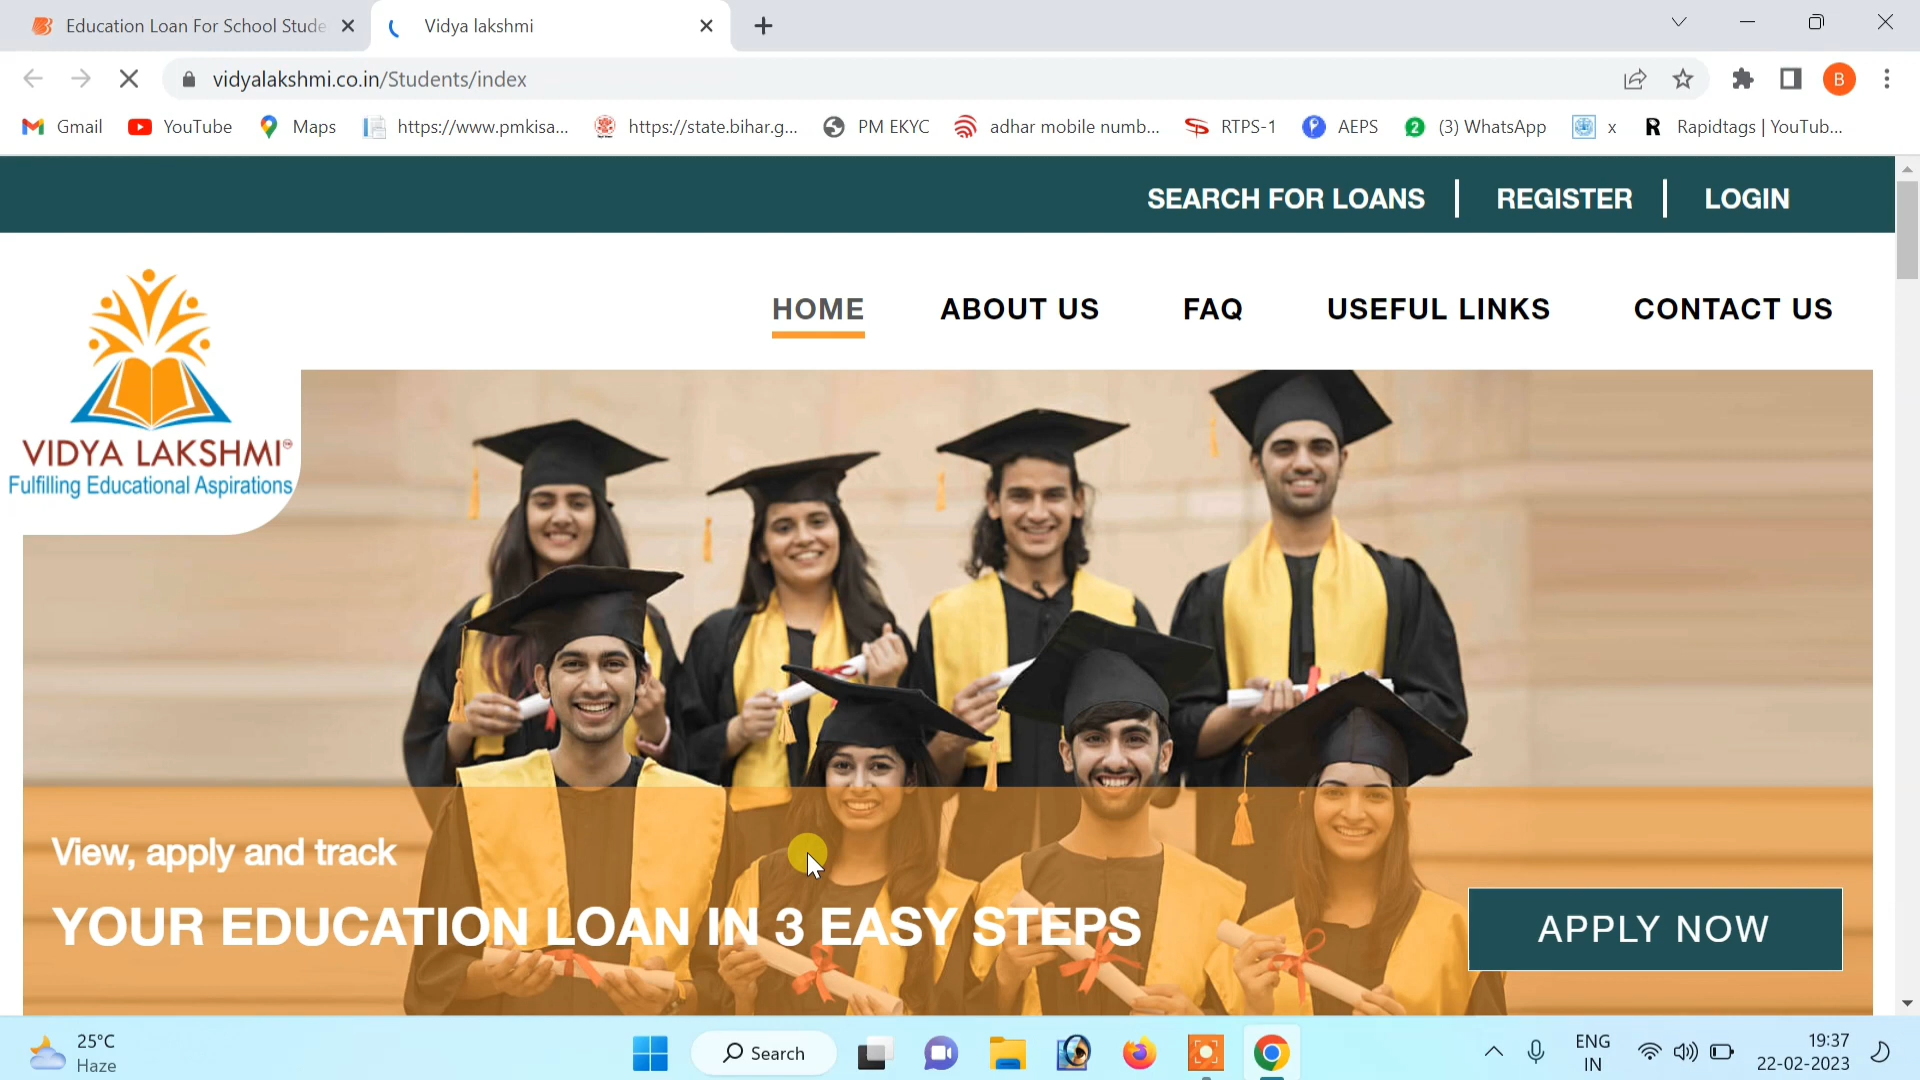 Education Loan For School Stude
Vidya lakshmi
vidyalakshmi.co.in/Students/index
B
Gmail
YouTube
Maps
https://www.pmkisa...
https://state.bihar.g...
PM EKYC
adhar mobile numb...
RTPS-1
AEPS
2
(3) WhatsApp
x
R
Rapidtags | YouTub...
SEARCH FOR LOANS
REGISTER
LOGIN
HOME
ABOUT US
FAQ
USEFUL LINKS
CONTACT US
VIDYA LAKSHMI
Fulfilling Educational Aspirations
View, apply and track
YOUR EDUCATION LOAN IN 3 EASY STEPS
APPLY NOW
25°C
Haze
Search
ENG
IN
19:37
22-02-2023